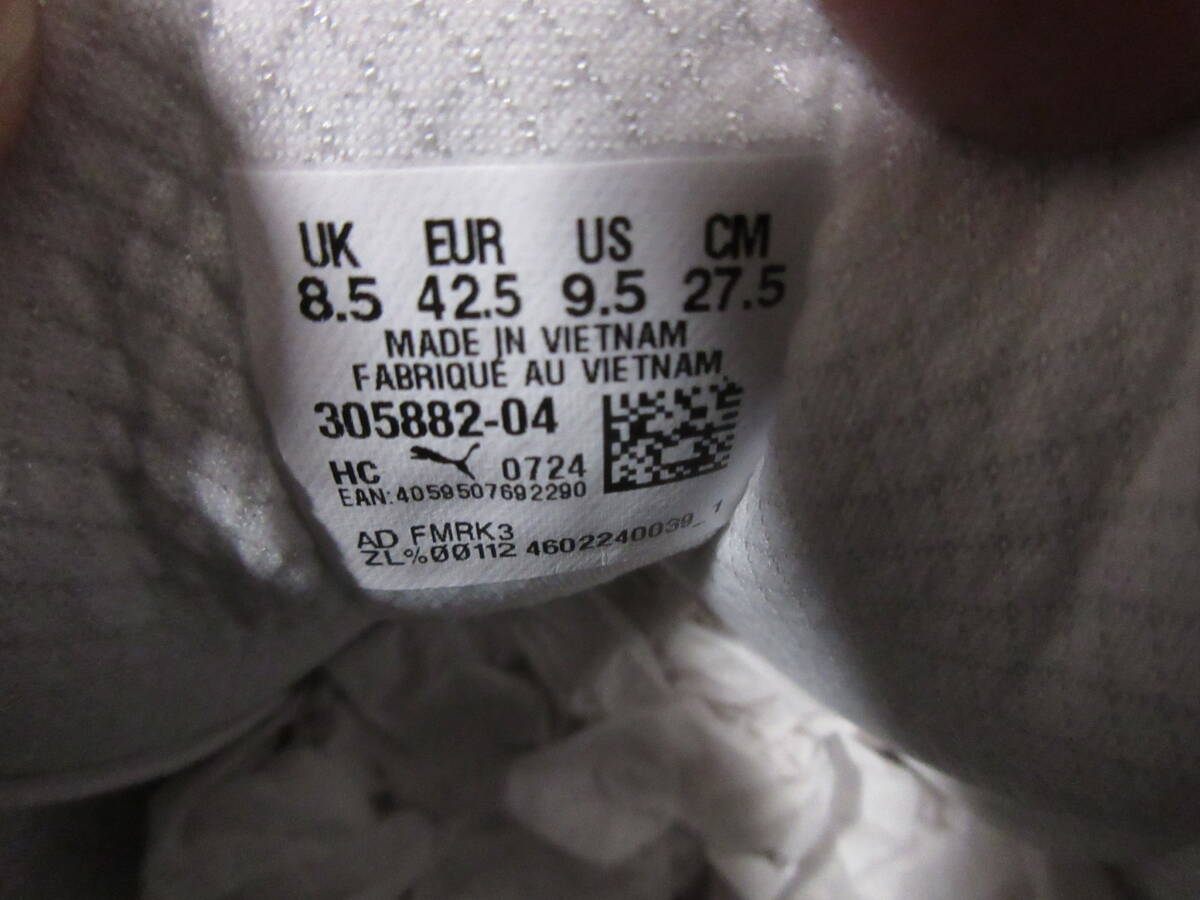 UK EUR US CM
8.5 42.5 9.5 27.5
MADE IN VIETNAM
FABRIQUÉ AU VIETNAM
305882-04
HC 0724
EAN:4059507692290
AD FMRK3
ZL%00112 4602240039_1